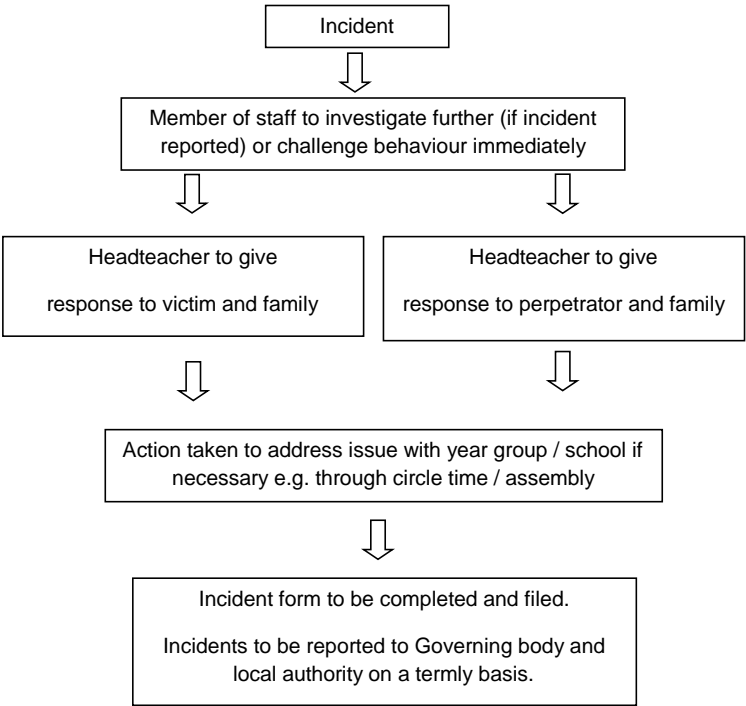 Incident
Member of staff to investigate further (if incident
reported) or challenge behaviour immediately
Headteacher to give
response to victim and family
Headteacher to give
response to perpetrator and family
Action taken to address issue with year group / school if
necessary e.g. through circle time / assembly
Incident form to be completed and filed.
Incidents to be reported to Governing body and
local authority on a termly basis.